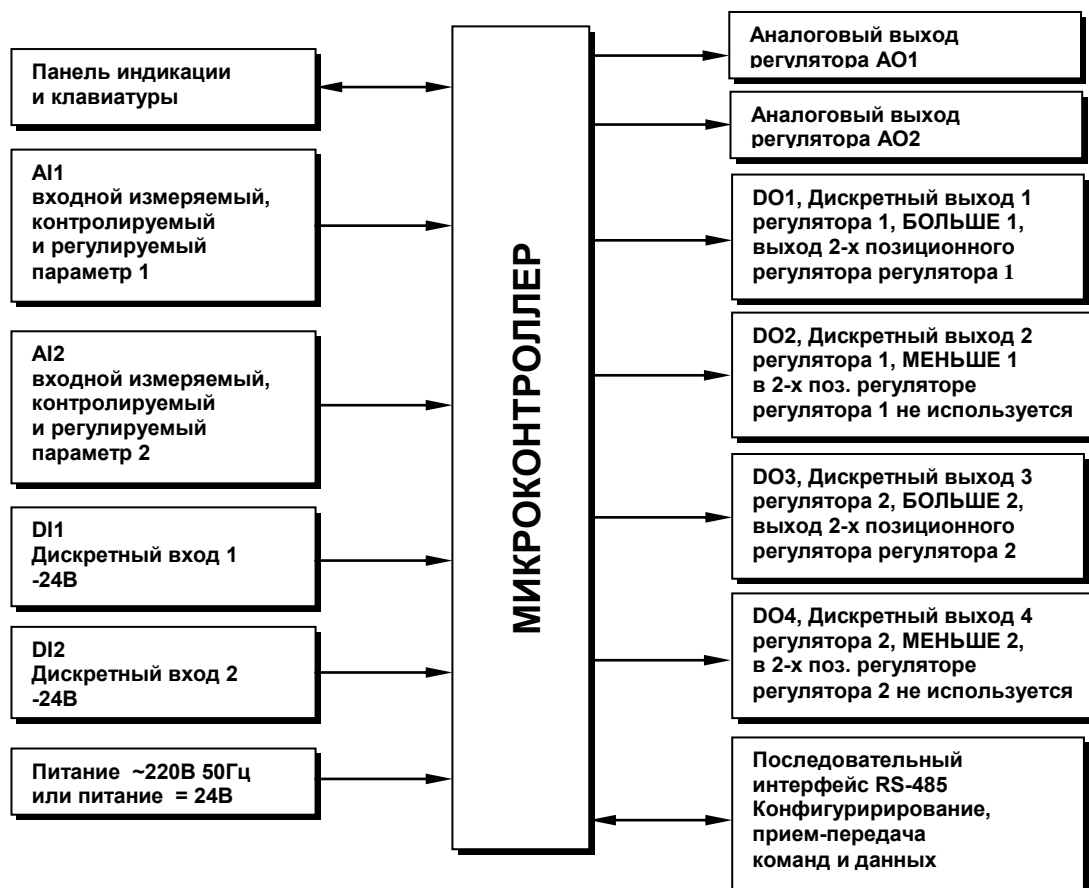 Панель индикации
и клавиатуры
AI1
входной измеряемый,
контролируемый
и регулируемый
параметр 1
AI2
входной измеряемый,
контролируемый
и регулируемый
параметр 2
DI1
Дискретный вход 1
-24В
DI2
Дискретный вход 2
-24В
Питание ~220В 50Гц
или питание = 24В
МИКРОКОНТРОЛЛЕР
Аналоговый выход
регулятора АО1
Аналоговый выход
регулятора АО2
DO1, Дискретный выход 1
регулятора 1, БОЛЬШЕ 1,
выход 2-х позиционного
регулятора регулятора 1
DO2, Дискретный выход 2
регулятора 1, МЕНЬШЕ 1
в 2-х поз. регуляторе
регулятора 1 не используется
DO3, Дискретный выход 3
регулятора 2, БОЛЬШЕ 2,
выход 2-х позиционного
регулятора регулятора 2
DO4, Дискретный выход 4
регулятора 2, МЕНЬШЕ 2,
в 2-х поз. регуляторе
регулятора 2 не используется
Последовательный
интерфейс RS-485
Конфигуририрование,
прием-передача
команд и данных